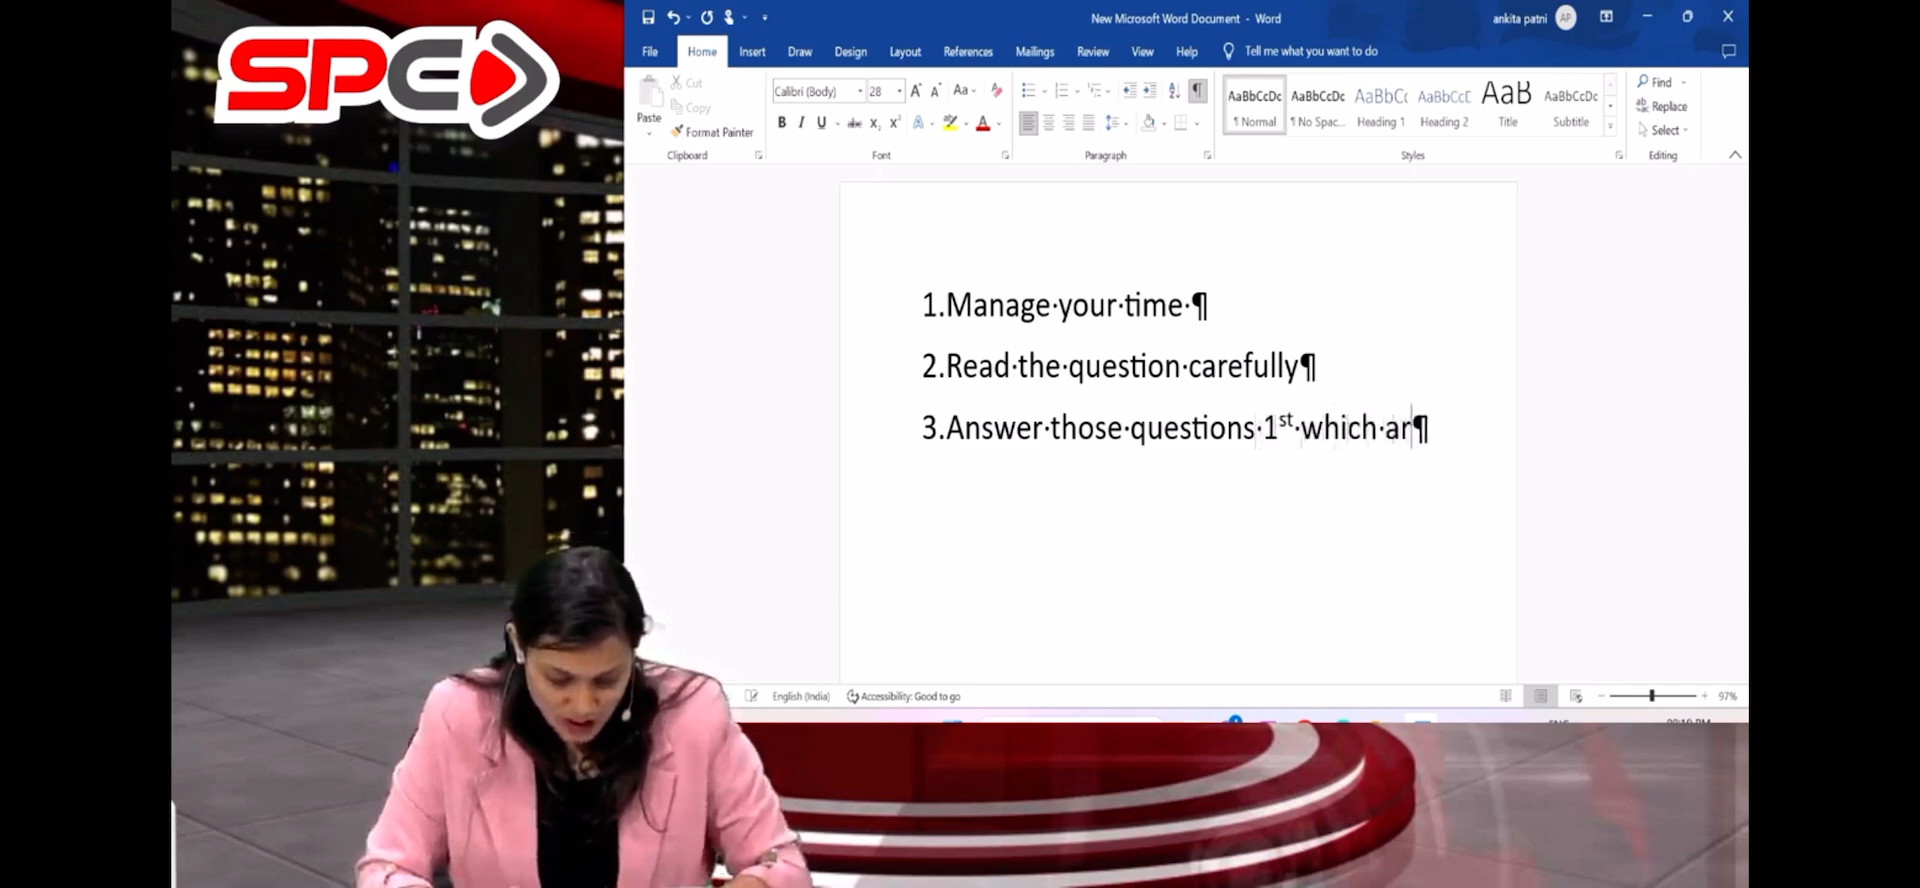 SPE
New Microsoft Word Document - Word
ankita patni AP
File Home Insert Draw Design Layout References Mailings Review View Help Tell me what you want to do
Paste
Cut
Copy
Format Painter
Clipboard
Calibri (Body) 28
Font
Paragraph
AaBbCcDc AaBbCcDc AaBbCc AaBbCcD AaB AaBbCcDc
¶ Normal ¶ No Spac... Heading 1 Heading 2 Title Subtitle
Styles
Find
Replace
Select
Editing
1.Manage·your·time·¶
2.Read·the·question·carefully¶
3.Answer·those·questions·1st·which·ar¶
English (India) Accessibility: Good to go 97%